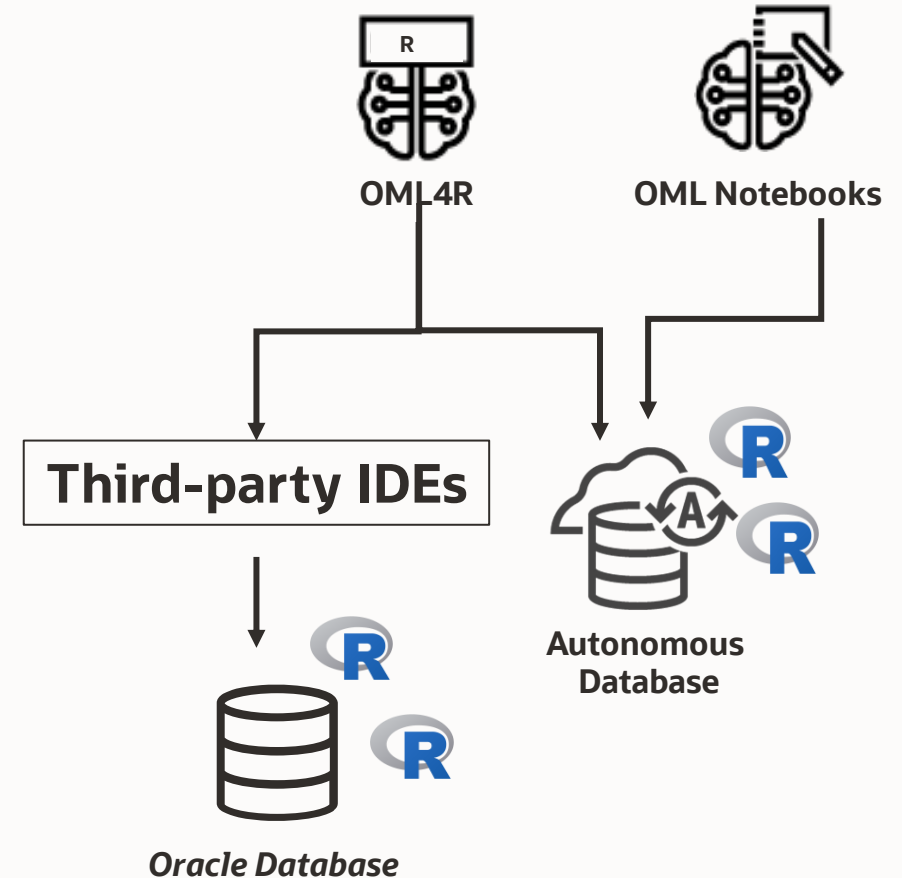 R
OML4R
OML Notebooks
Third-party IDEs
R
A
R
Autonomous
Database
R
R
Oracle Database